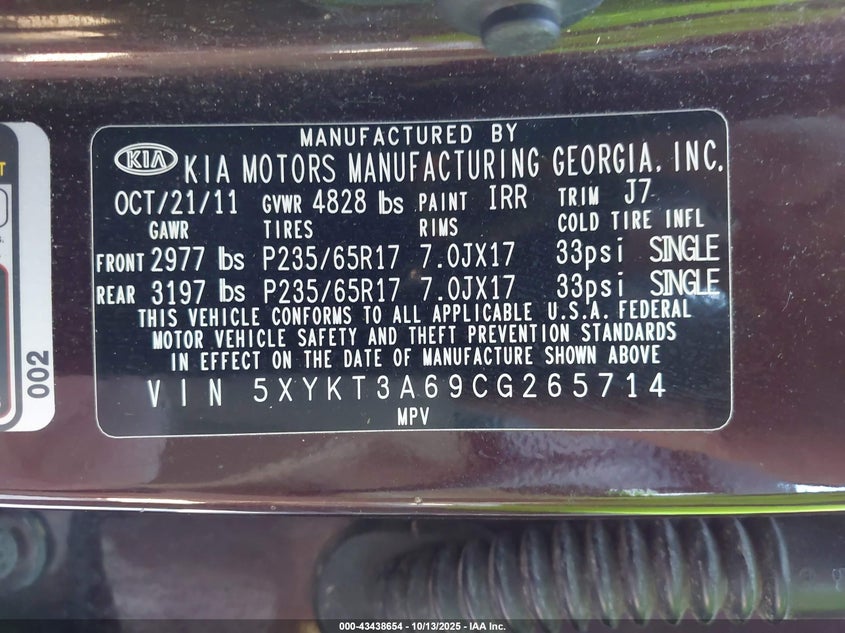 MANUFACTURED BY
KIA KIA MOTORS MANUFACTURING GEORGIA, INC.
OCT/21/11 GVWR 4828 lbs PAINT IRR TRIM J7
GAWR TIRES RIMS COLD TIRE INFL
FRONT 2977 lbs P235/65R17 7.0JX17 33psi SINGLE
REAR 3197 lbs P235/65R17 7.0JX17 33psi SINGLE
THIS VEHICLE CONFORMS TO ALL APPLICABLE U.S.A. FEDERAL
MOTOR VEHICLE SAFETY AND THEFT PREVENTION STANDARDS
IN EFFECT ON THE DATE OF MANUFACTURE SHOWN ABOVE
VIN 5XYKT3A69CG265714
MPV
002
000-43438654 - 10/13/2025 - IAA Inc.